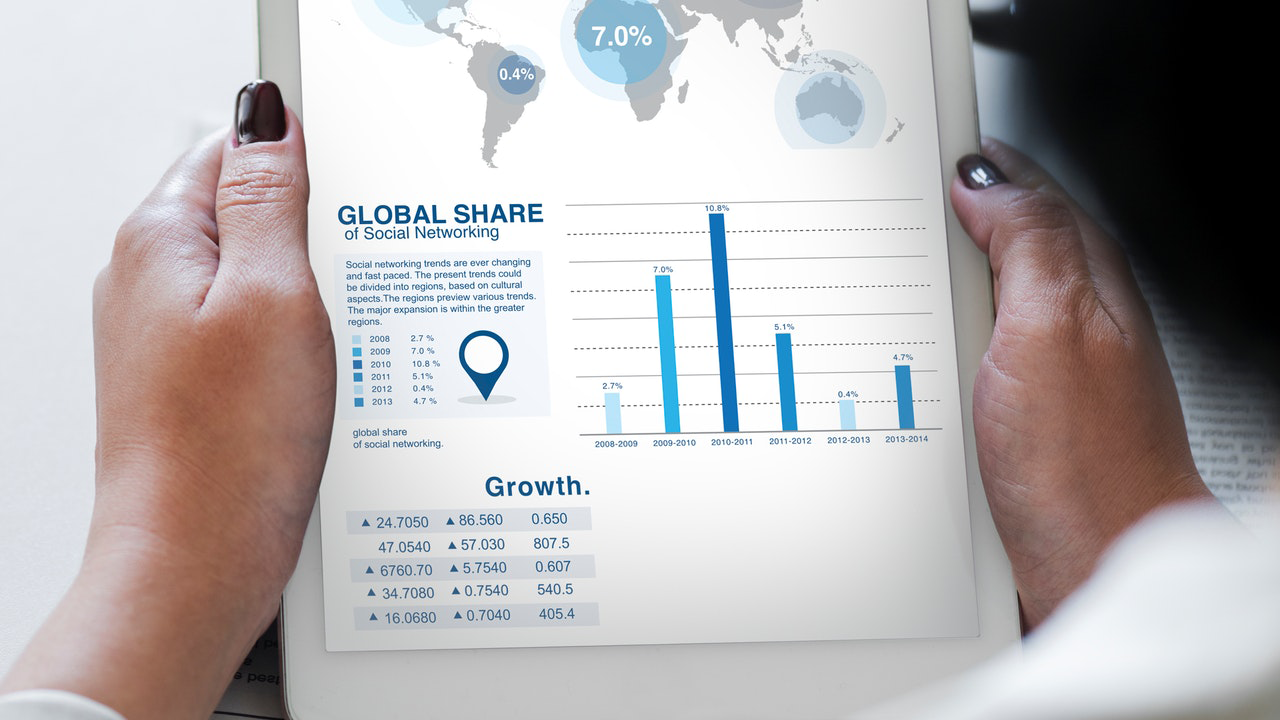 7.0%
0.4%
GLOBAL SHARE
of Social Networking
Social networking trends are ever changing
and fast paced. The present trends could
be divided into regions, based on cultural
aspects.The regions preview various trends.
The major expansion is within the greater
regions.
2008 2.7 %
2009 7.0 %
2010 10.8 %
2011 5.1%
2012 0.4%
2013 4.7 %
global share
of social networking.
10.8%
7.0%
5.1%
4.7%
2.7%
0.4%
2008-2009 2009-2010 2010-2011 2011-2012 2012-2013 2013-2014
Growth.
▲ 24.7050 ▲ 86.560 0.650
47.0540 ▲ 57.030 807.5
▲ 6760.70 ▲ 5.7540 0.607
▲ 34.7080 ▲ 0.7540 540.5
▲ 16.0680 ▲ 0.7040 405.4